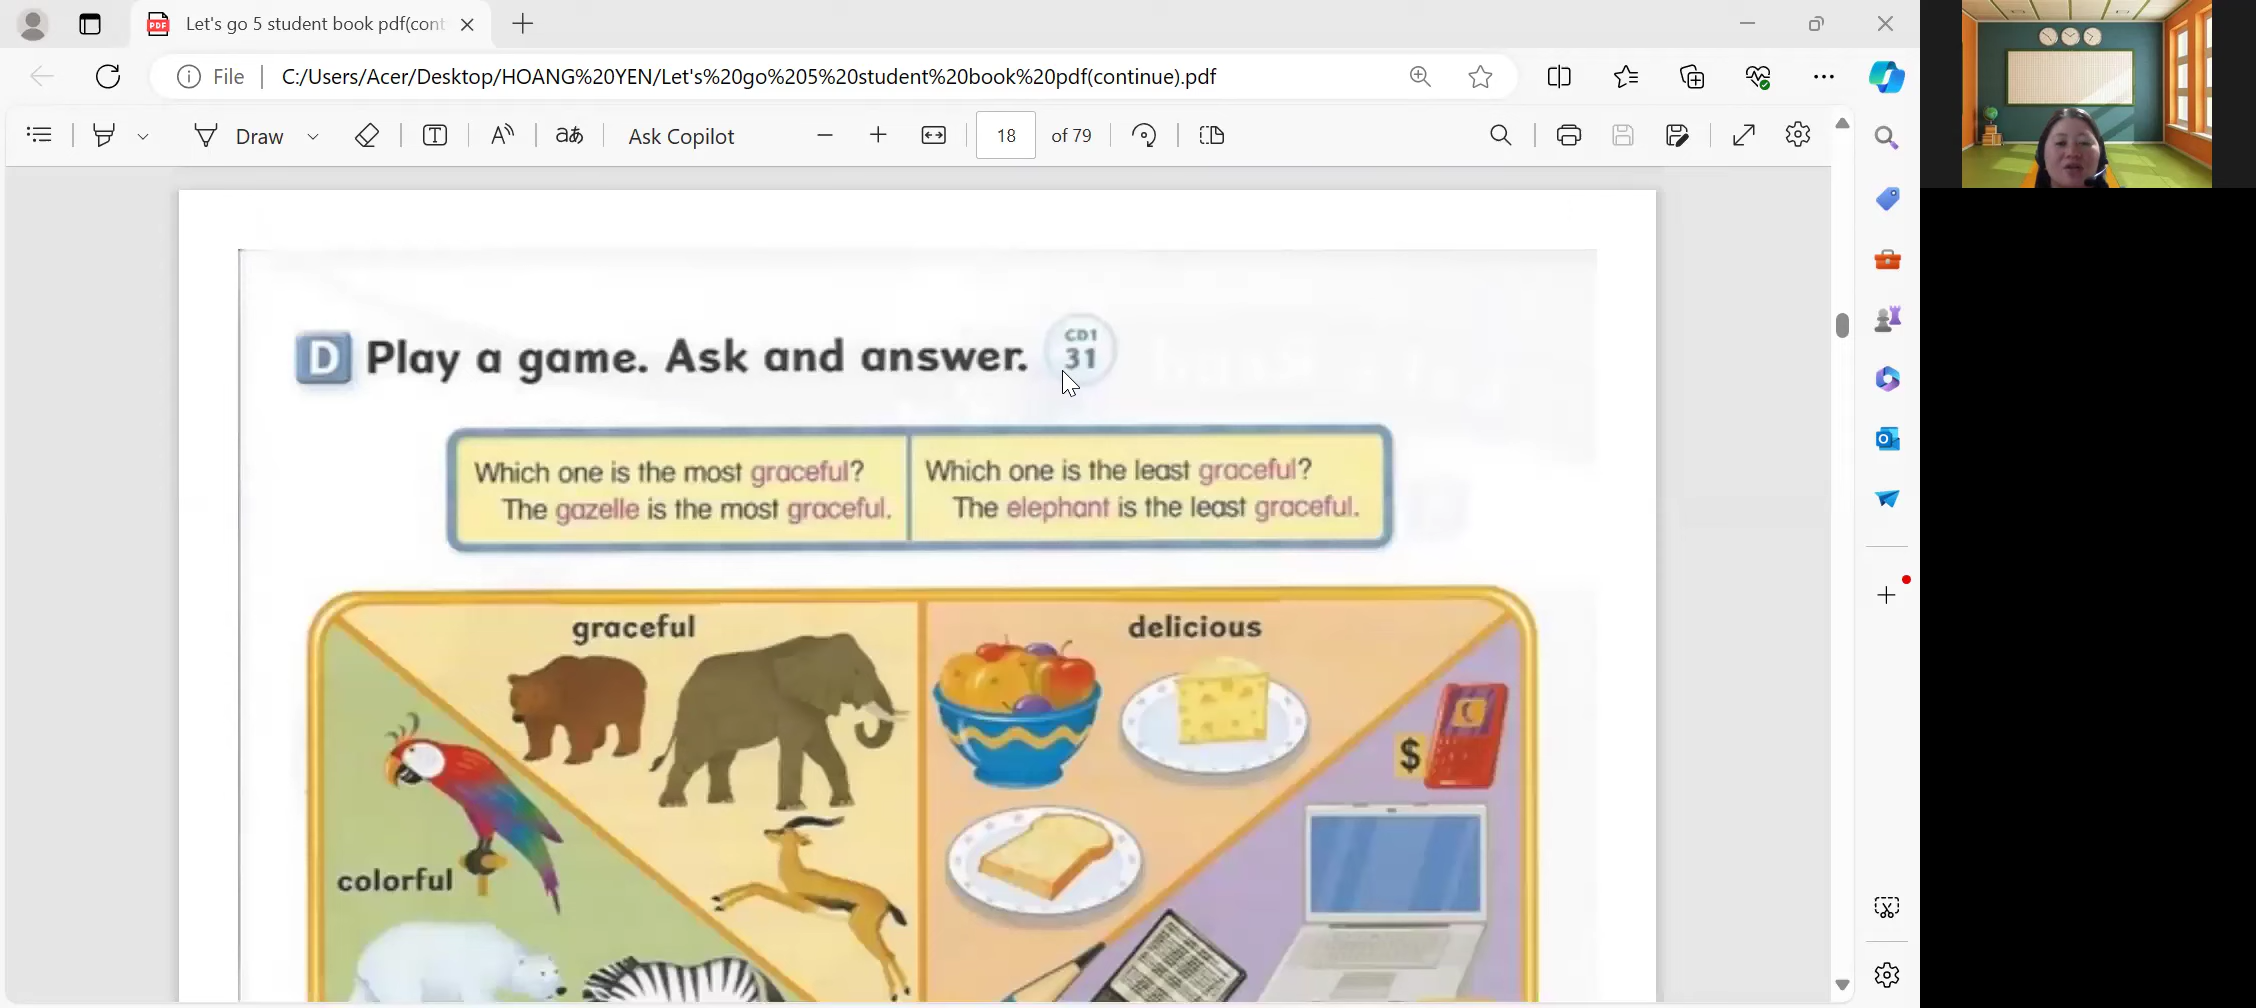 Let's go 5 student book pdf(cont
File
C:/Users/Acer/Desktop/HOANG%20YEN/Let's%20go%205%20student%20book%20pdf(continue).pdf
Draw
Ask Copilot
18
of 79
D Play a game. Ask and answer.
CD1
31
Which one is the most graceful?
The gazelle is the most graceful.
Which one is the least graceful?
The elephant is the least graceful.
graceful
delicious
$
colorful